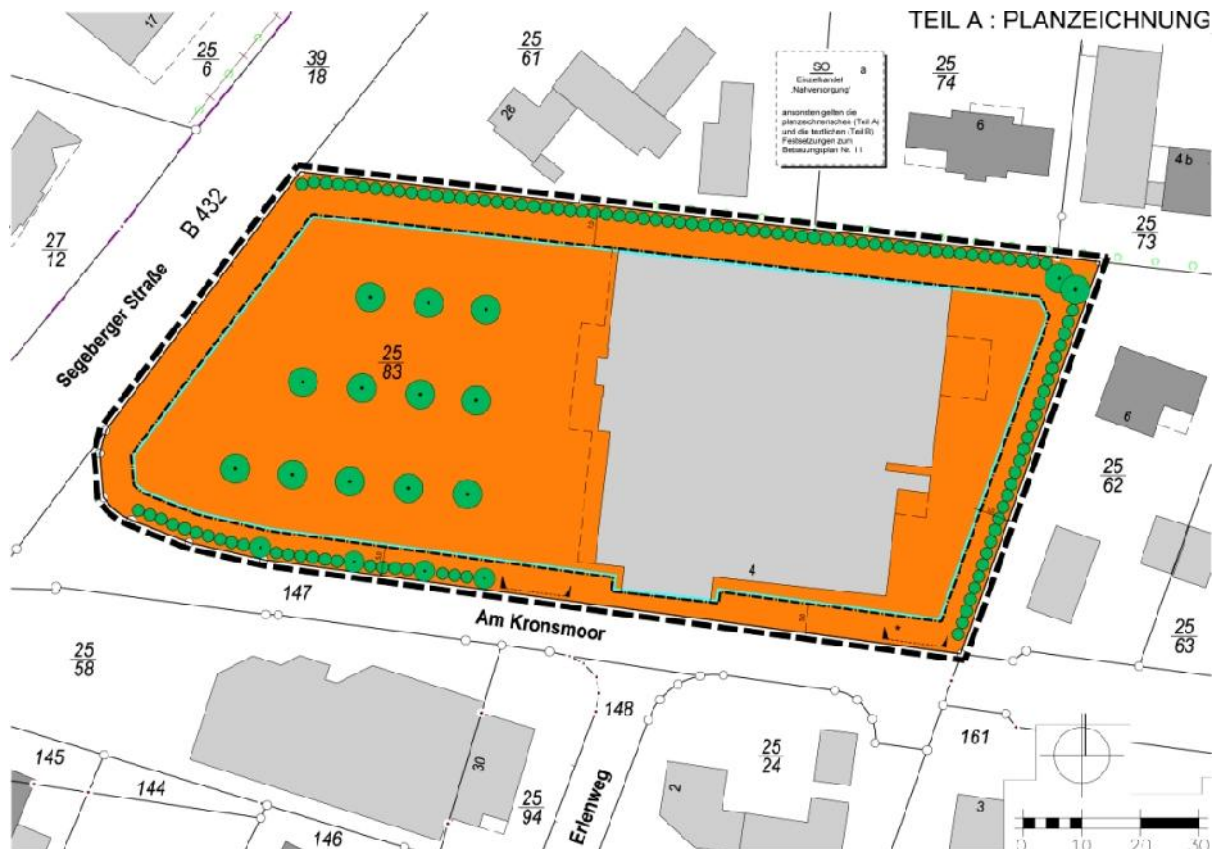 TEIL A : PLANZEICHNUNG
17
25
6
39
18
25
61
26
SO
a
Einzelhandel
„Nahversorgung“
ansonsten gelten die
planzeichnerischen (Teil A)
und die textlichen (Teil B)
Festsetzungen zum
Bebauungsplan Nr. 11
25
74
6
4 b
25
73
27
12
B 432
Segeberger Straße
25
83
4
6
25
62
25
63
147
Am Kronsmoor
25
58
148
25
24
161
145
144
146
30
25
94
Erlenweg
2
3
0 10 20 30